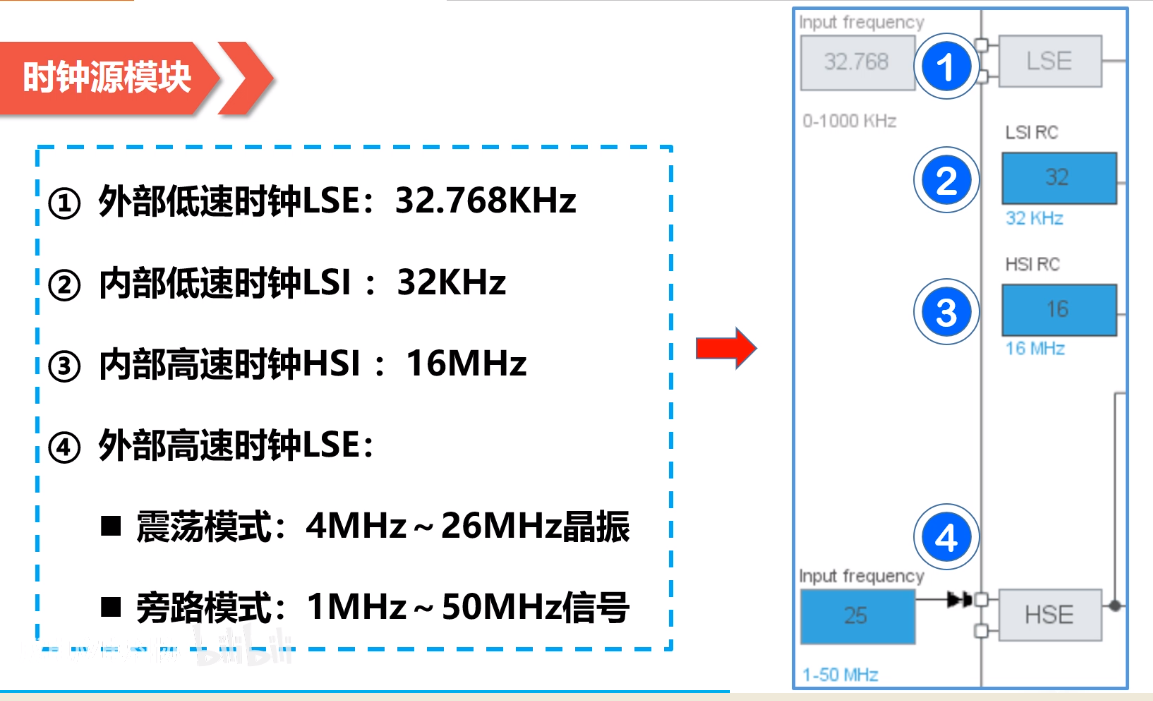 时钟源模块
① 外部低速时钟LSE：32.768KHz
② 内部低速时钟LSI ：32KHz
③ 内部高速时钟HSI ：16MHz
④ 外部高速时钟LSE：
■ 震荡模式：4MHz～26MHz晶振
■ 旁路模式：1MHz～50MHz信号
bilibili
Input frequency
32.768
1
LSE
0-1000 KHz
LSI RC
2
32
32 KHz
HSI RC
3
16
16 MHz
4
Input frequency
25
HSE
1-50 MHz